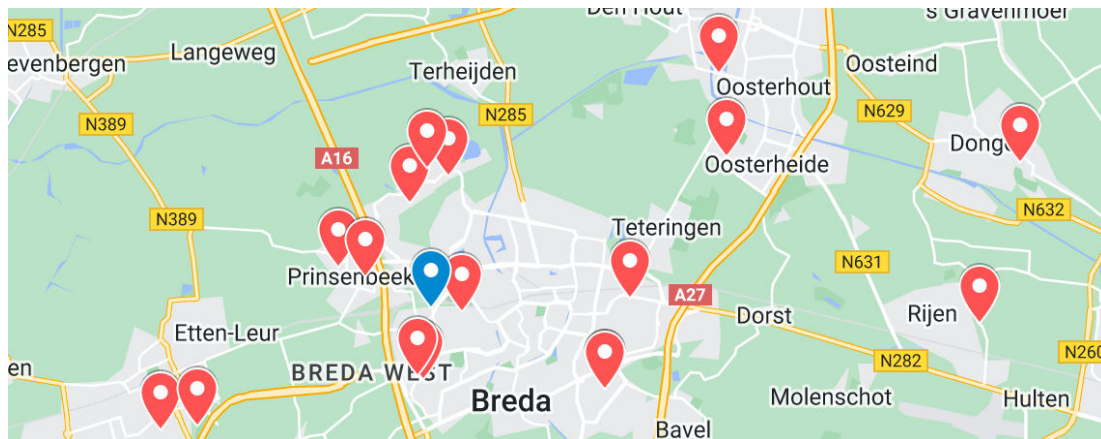 Den Hout
's Gravenmoer
N285
Langeweg
evenbergen
Terheijden
Oosteind
Oosterhout
N389
N285
N629
Donge
A16
Oosterheide
N389
N632
Teteringen
N631
Prinsenbeek
A27
Rijen
Dorst
Etten-Leur
N282
N260
en
BREDA WEST
Breda
Molenschot
Hulten
Bavel